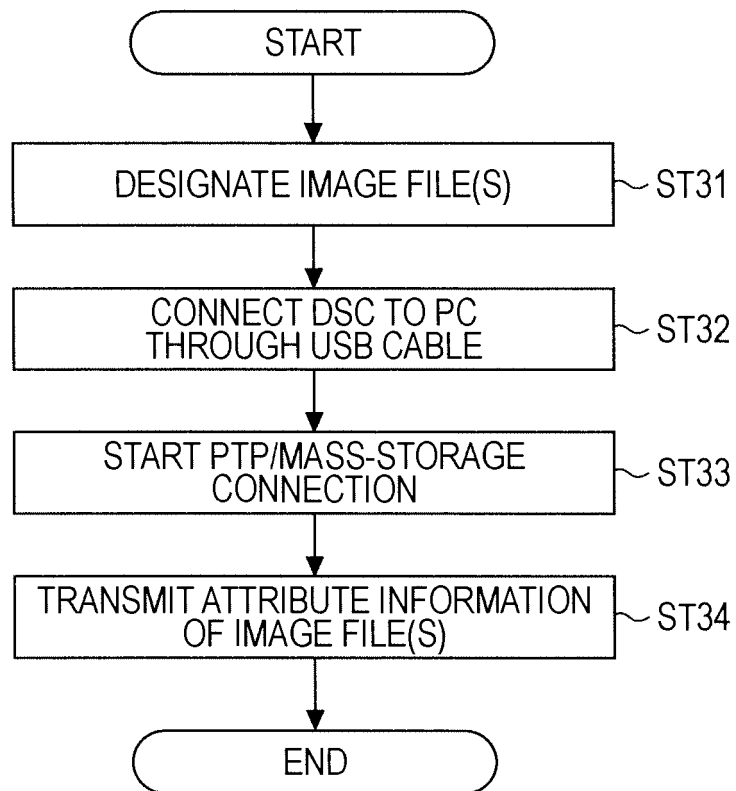 START
DESIGNATE IMAGE FILE(S)
ST31
CONNECT DSC TO PC
THROUGH USB CABLE
ST32
START PTP/MASS-STORAGE
CONNECTION
ST33
TRANSMIT ATTRIBUTE INFORMATION
OF IMAGE FILE(S)
ST34
END